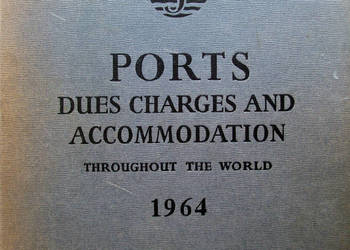 PORTS
DUES CHARGES AND
ACCOMMODATION
THROUGHOUT THE WORLD
1964